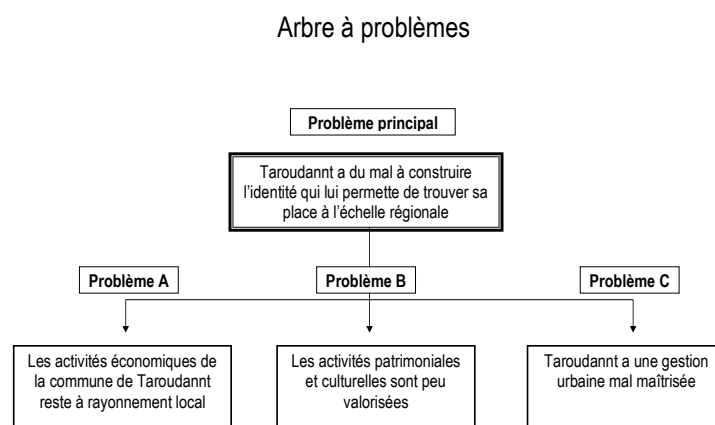 Arbre à problèmes
Problème principal
Taroudannt a du mal à construire
l'identité qui lui permette de trouver sa
place à l'échelle régionale
Problème A
Problème B
Problème C
Les activités économiques de
la commune de Taroudannt
reste à rayonnement local
Les activités patrimoniales
et culturelles sont peu
valorisées
Taroudannt a une gestion
urbaine mal maîtrisée